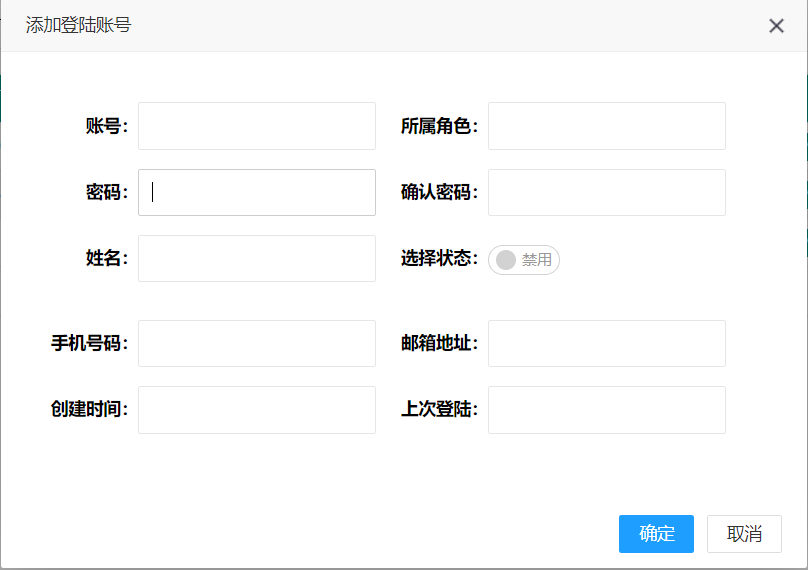 添加登陆账号
账号： 所属角色：
密码： 确认密码：
姓名： 选择状态： 禁用
手机号码： 邮箱地址：
创建时间： 上次登陆：
确定 取消